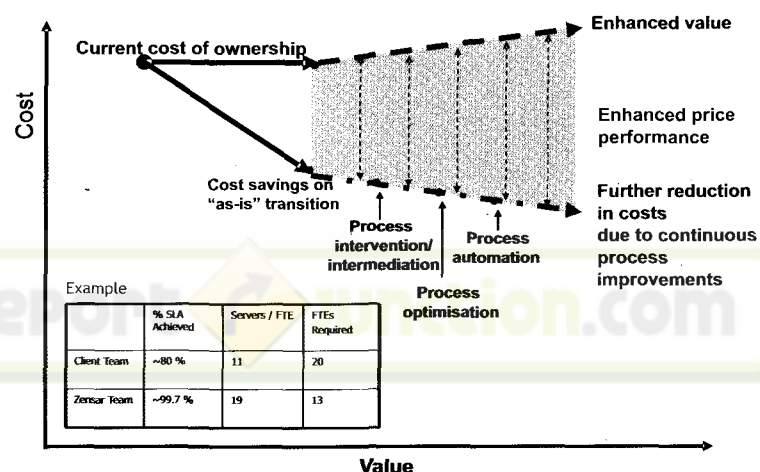 Enhanced value
Current cost of ownership
Cost
Enhanced price
performance
Cost savings on
"as-is" transition
Further reduction
in costs
due to continuous
process
improvements
Process
intervention/
intermediation
Process
automation
Process
optimisation
Example
% SLA Achieved Servers / FTE FTEs Required
Client Team ~80 % 11 20
Zensar Team ~99.7 % 19 13
Value